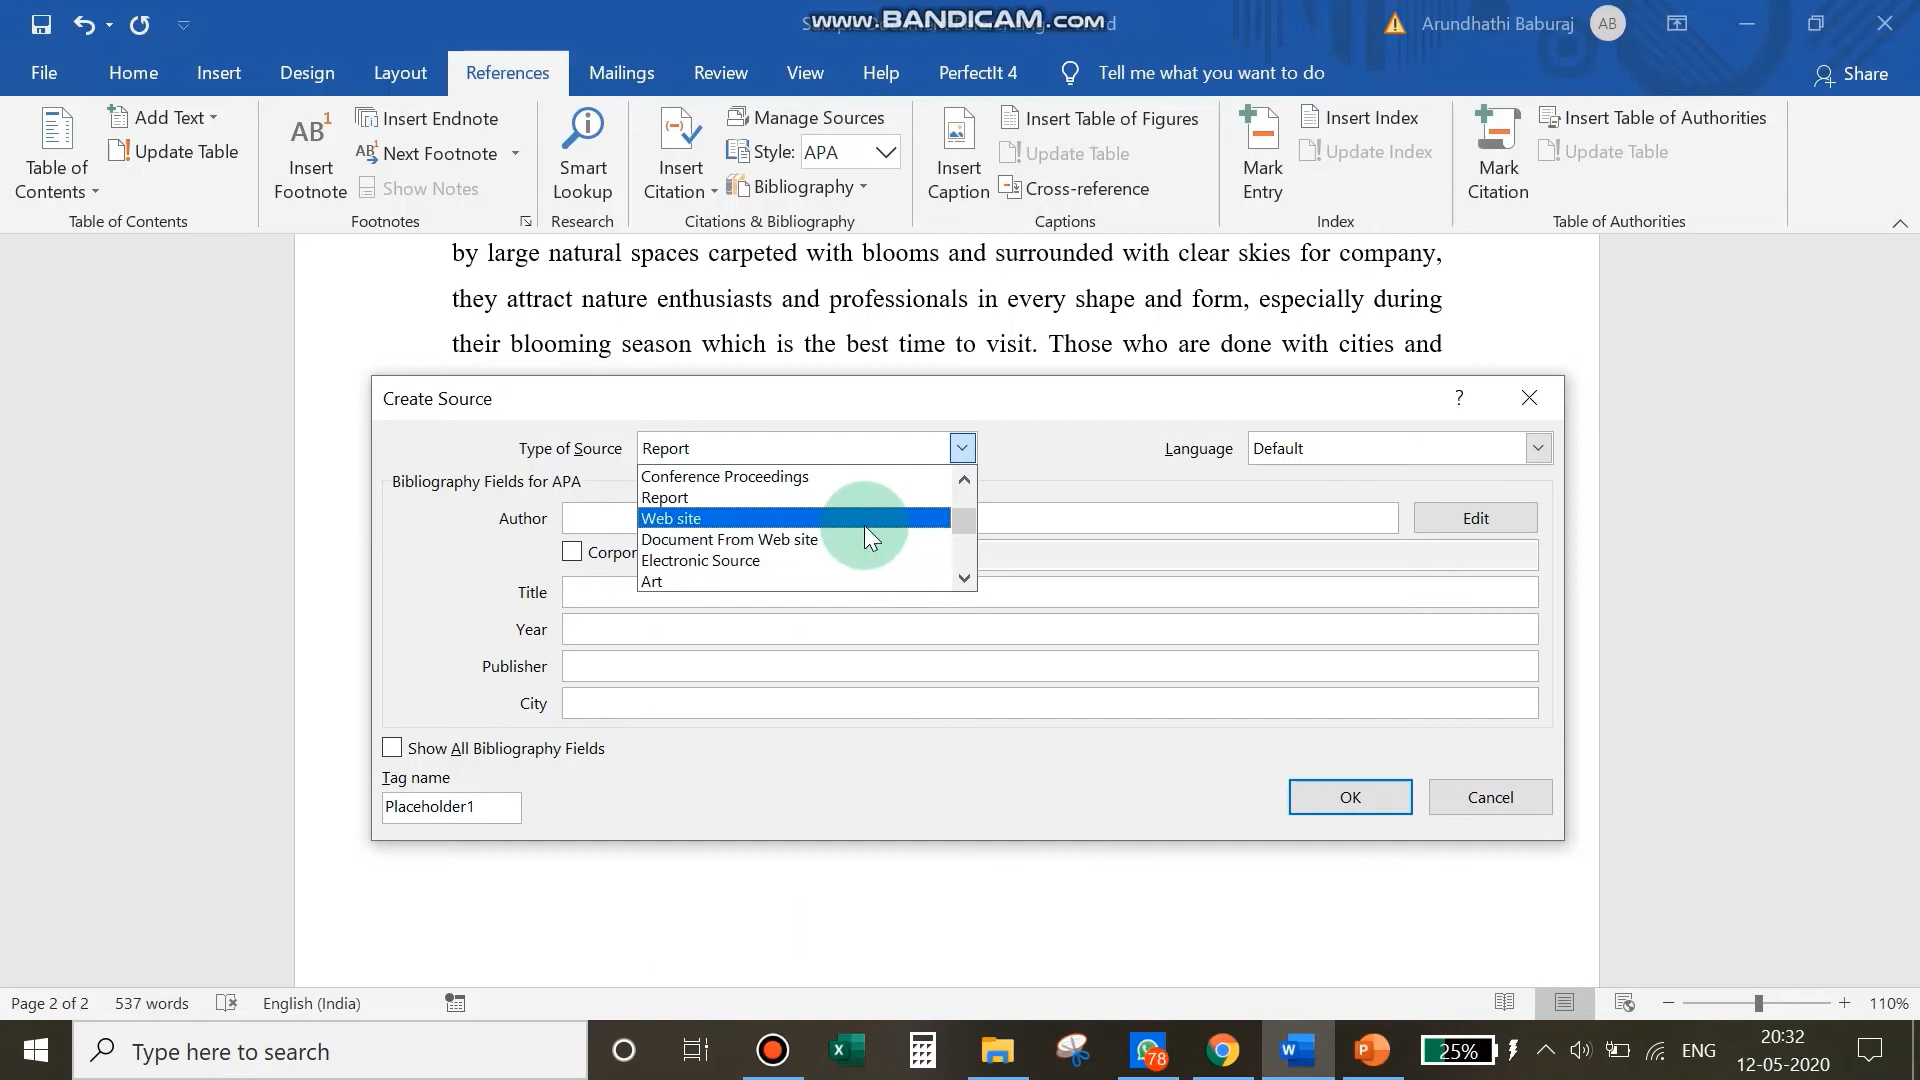 www.BANDICAM.com
Arundhathi Baburaj
AB
File
Home
Insert
Design
Layout
References
Mailings
Review
View
Help
PerfectIt 4
Tell me what you want to do
Share
Table of
Contents
Add Text
Update Table
Table of Contents
AB1
Insert
Footnote
Insert Endnote
Next Footnote
Show Notes
Footnotes
Smart
Lookup
Research
Insert
Citation
Manage Sources
Style: APA
Bibliography
Citations & Bibliography
Insert
Caption
Insert Table of Figures
Update Table
Cross-reference
Captions
Mark
Entry
Insert Index
Update Index
Index
Mark
Citation
Insert Table of Authorities
Update Table
Table of Authorities
by large natural spaces carpeted with blooms and surrounded with clear skies for company,
they attract nature enthusiasts and professionals in every shape and form, especially during
their blooming season which is the best time to visit. Those who are done with cities and
Create Source
?
Type of Source
Report
Language
Default
Bibliography Fields for APA
Conference Proceedings
Report
Web site
Document From Web site
Electronic Source
Art
Author
Edit
Corpor
Title
Year
Publisher
City
Show All Bibliography Fields
Tag name
Placeholder1
OK
Cancel
Page 2 of 2
537 words
English (India)
110%
Type here to search
78
25%
ENG
20:32
12-05-2020